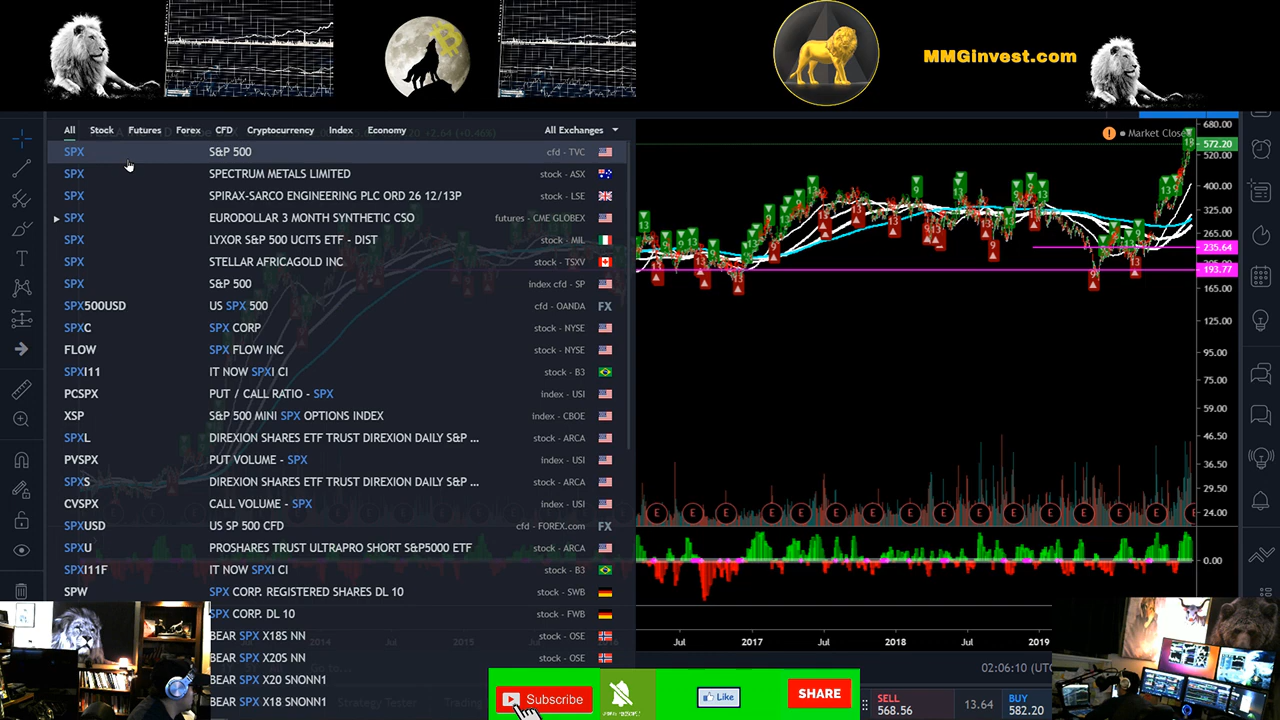 MMGinvest.com
All Stock Futures Forex CFD Cryptocurrency Index Economy All Exchanges
Market Close
SPX S&P 500 cfd - TVC
SPX SPECTRUM METALS LIMITED stock - ASX
SPX SPIRAX-SARCO ENGINEERING PLC ORD 26 12/13P stock - LSE
SPX EURODOLLAR 3 MONTH SYNTHETIC CSO futures - CME GLOBEX
SPX LYXOR S&P 500 UCITS ETF - DIST stock - MIL
SPX STELLAR AFRICAGOLD INC stock - TSXV
SPX S&P 500 index cfd - SP
SPX500USD US SPX 500 cfd - OANDA FX
SPXC SPX CORP stock - NYSE
FLOW SPX FLOW INC stock - NYSE
SPXI11 IT NOW SPXI CI stock - B3
PCSPX PUT / CALL RATIO - SPX index - USI
XSP S&P 500 MINI SPX OPTIONS INDEX index - CBOE
SPXL DIREXION SHARES ETF TRUST DIREXION DAILY S&P ... stock - ARCA
PVSPX PUT VOLUME - SPX index - USI
SPXS DIREXION SHARES ETF TRUST DIREXION DAILY S&P ... stock - ARCA
CVSPX CALL VOLUME - SPX index - USI
SPXUSD US SP 500 CFD cfd - FOREX.com FX
SPXU PROSHARES TRUST ULTRAPRO SHORT S&P5000 ETF stock - ARCA
SPXI11F IT NOW SPXI CI stock - B3
SPW SPX CORP. REGISTERED SHARES DL 10 stock - SWB
SPX CORP. DL 10 stock - FWB
BEAR SPX X18S NN stock - OSE
BEAR SPX X20S NN stock - OSE
BEAR SPX X20 SNONN1
BEAR SPX X18 SNONN1
680.00
572.20
520.00
400.00
325.00
265.00
235.64
205.00
193.77
165.00
125.00
95.00
75.00
59.00
46.50
36.50
29.50
24.00
0.00
2014 Jul 2015 Jul 2016 Jul 2017 Jul 2018 Jul 2019
02:06:10 (UTC
Strategy Tester Trading
Subscribe
Like
SHARE
SELL
568.56
13.64
BUY
582.20